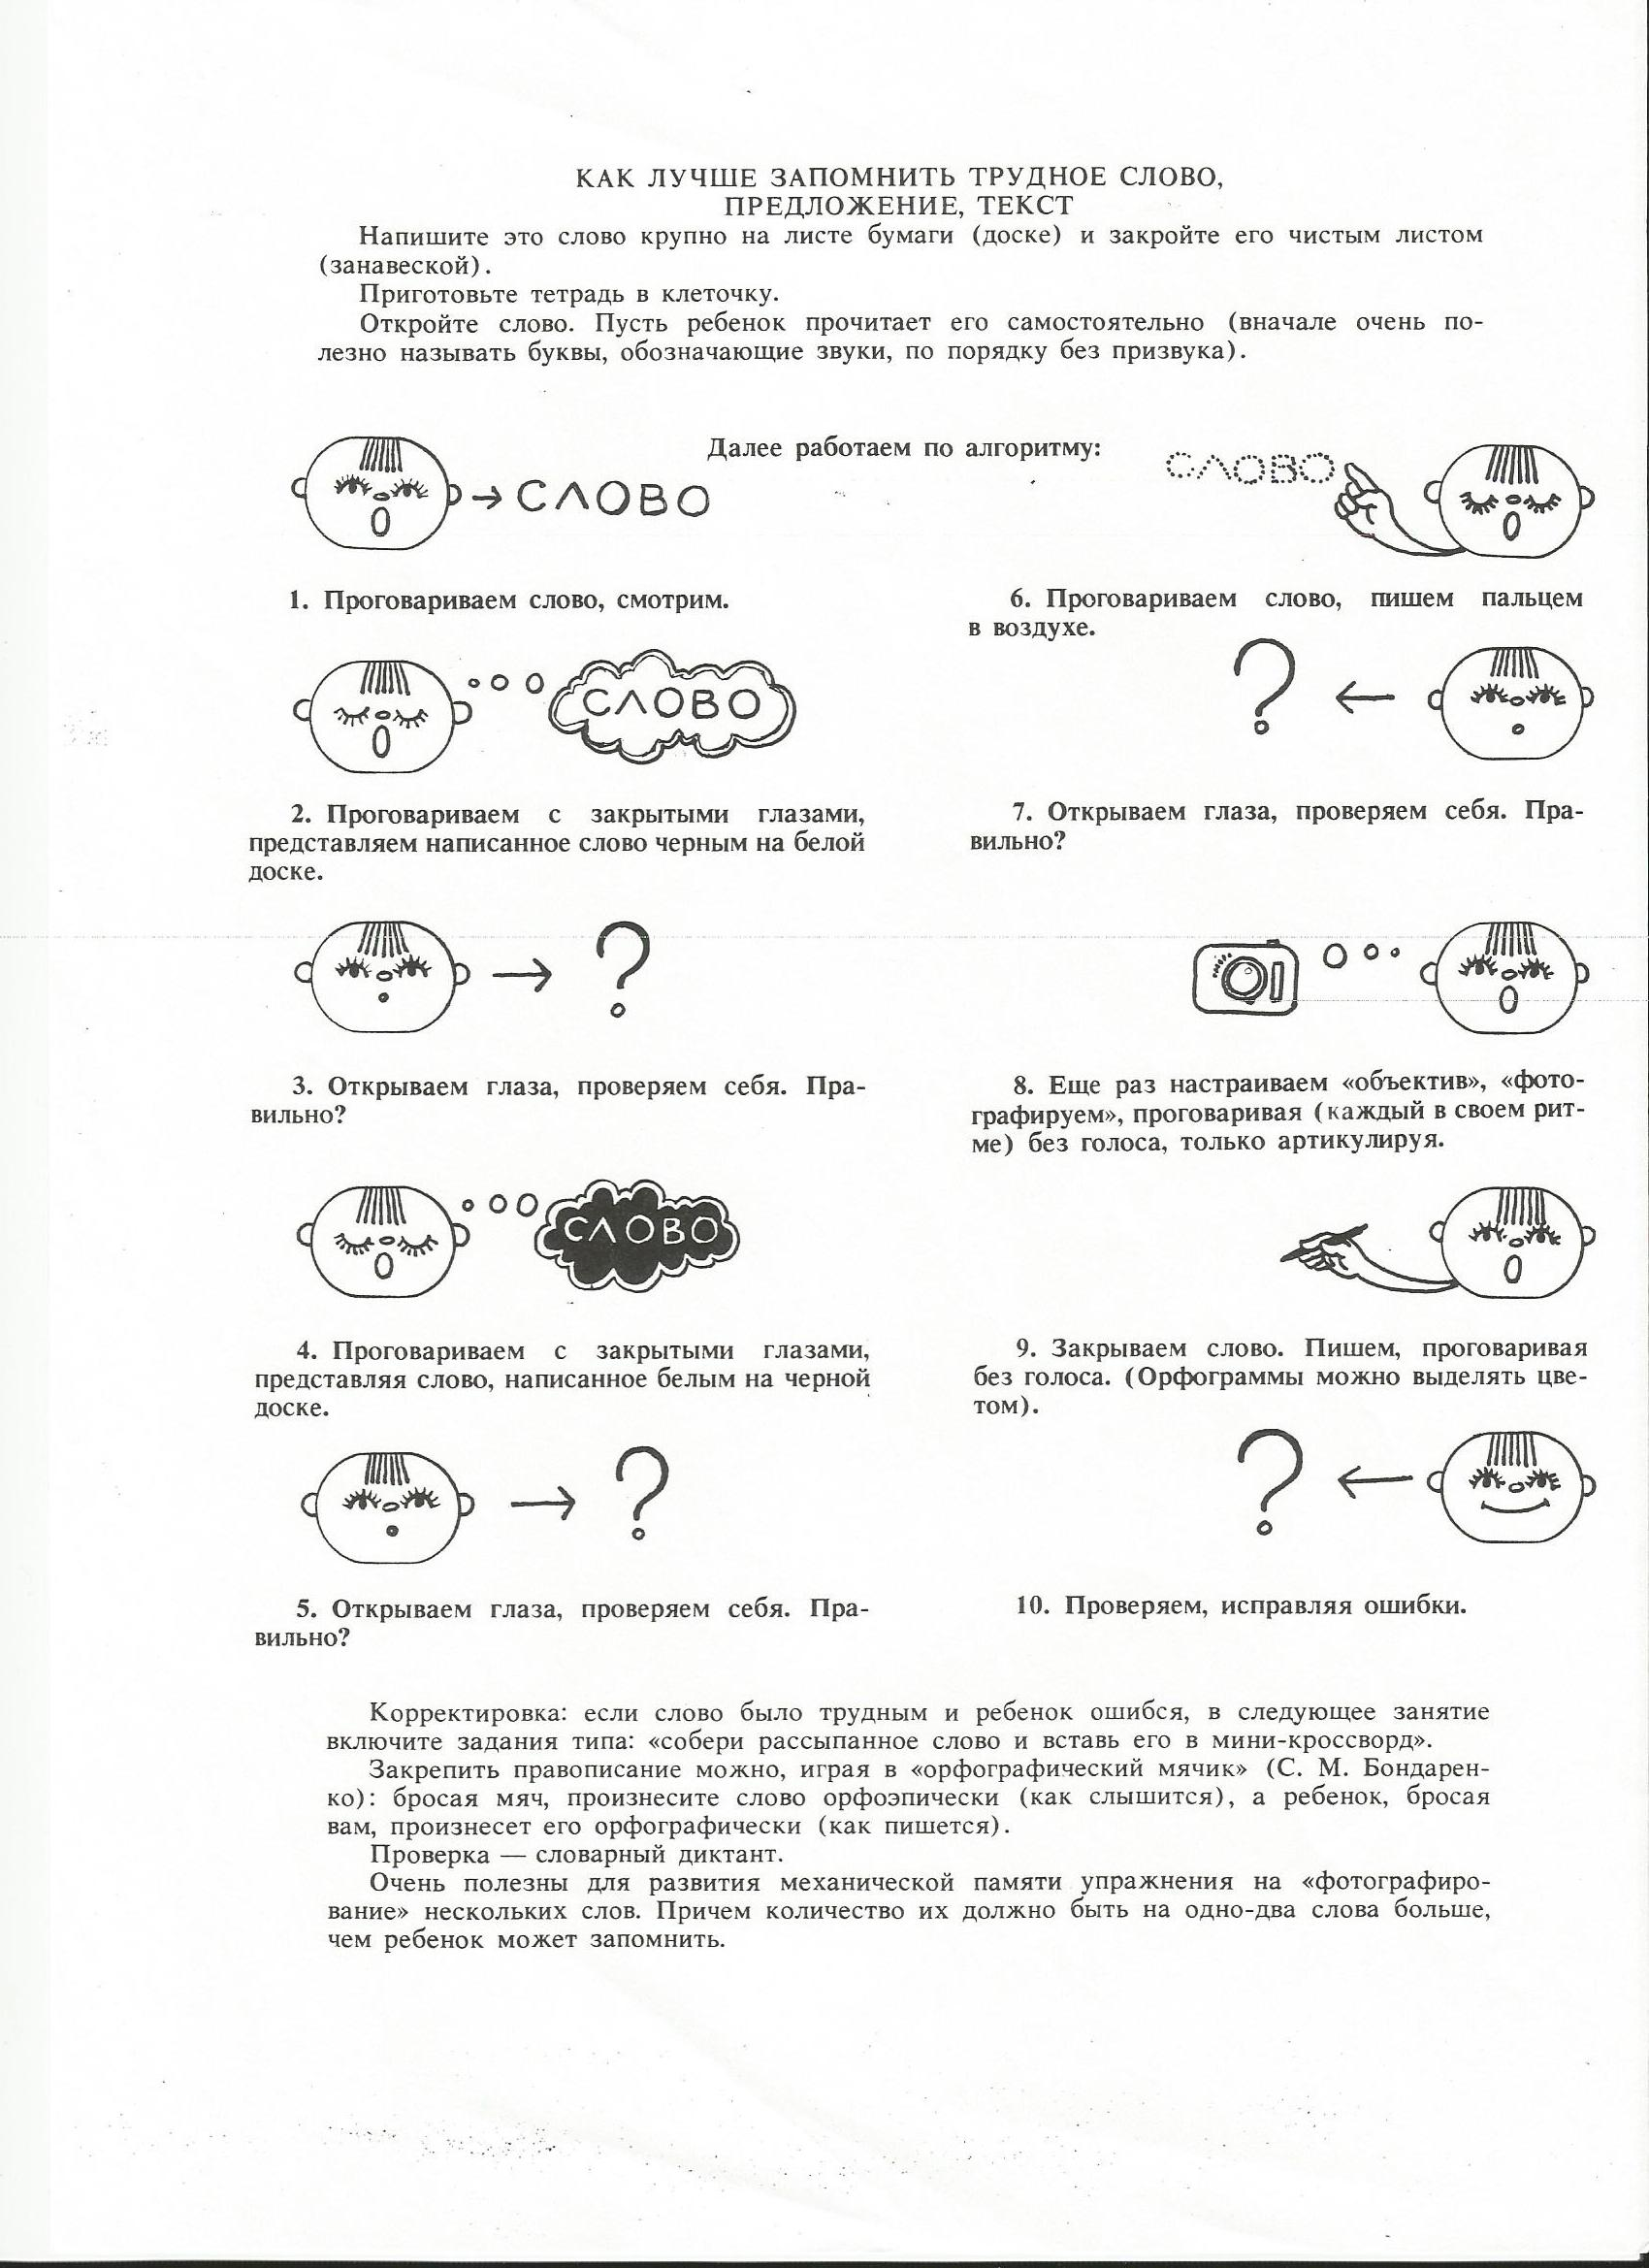 КАК ЛУЧШЕ ЗАПОМНИТЬ ТРУДНОЕ СЛОВО,
ПРЕДЛОЖЕНИЕ, ТЕКСТ
Напишите это слово крупно на листе бумаги (доске) и закройте его чистым листом
(занавеской).
Приготовьте тетрадь в клеточку.
Откройте слово. Пусть ребенок прочитает его самостоятельно (вначале очень по-
лезно называть буквы, обозначающие звуки, по порядку без призвука).
Далее работаем по алгоритму:
СЛОВО
1. Проговариваем слово, смотрим.
СЛОВО
2. Проговариваем с закрытыми глазами,
представляем написанное слово черным на белой
доске.
?
3. Открываем глаза, проверяем себя. Пра-
вильно?
СЛОВО
4. Проговариваем с закрытыми глазами,
представляя слово, написанное белым на черной
доске.
?
5. Открываем глаза, проверяем себя. Пра-
вильно?
СЛОВО
6. Проговариваем слово, пишем пальцем
в воздухе.
?
7. Открываем глаза, проверяем себя. Пра-
вильно?
8. Еще раз настраиваем «объектив», «фото-
графируем», проговаривая (каждый в своем рит-
ме) без голоса, только артикулируя.
9. Закрываем слово. Пишем, проговаривая
без голоса. (Орфограммы можно выделять цве-
том).
?
10. Проверяем, исправляя ошибки.
Корректировка: если слово было трудным и ребенок ошибся, в следующее занятие
включите задания типа: «собери рассыпанное слово и вставь его в мини-кроссворд».
Закрепить правописание можно, играя в «орфографический мячик» (С. М. Бондарен-
ко): бросая мяч, произнесите слово орфоэпически (как слышится), а ребенок, бросая
вам, произнесет его орфографически (как пишется).
Проверка — словарный диктант.
Очень полезны для развития механической памяти упражнения на «фотографиро-
вание» нескольких слов. Причем количество их должно быть на одно-два слова больше,
чем ребенок может запомнить.